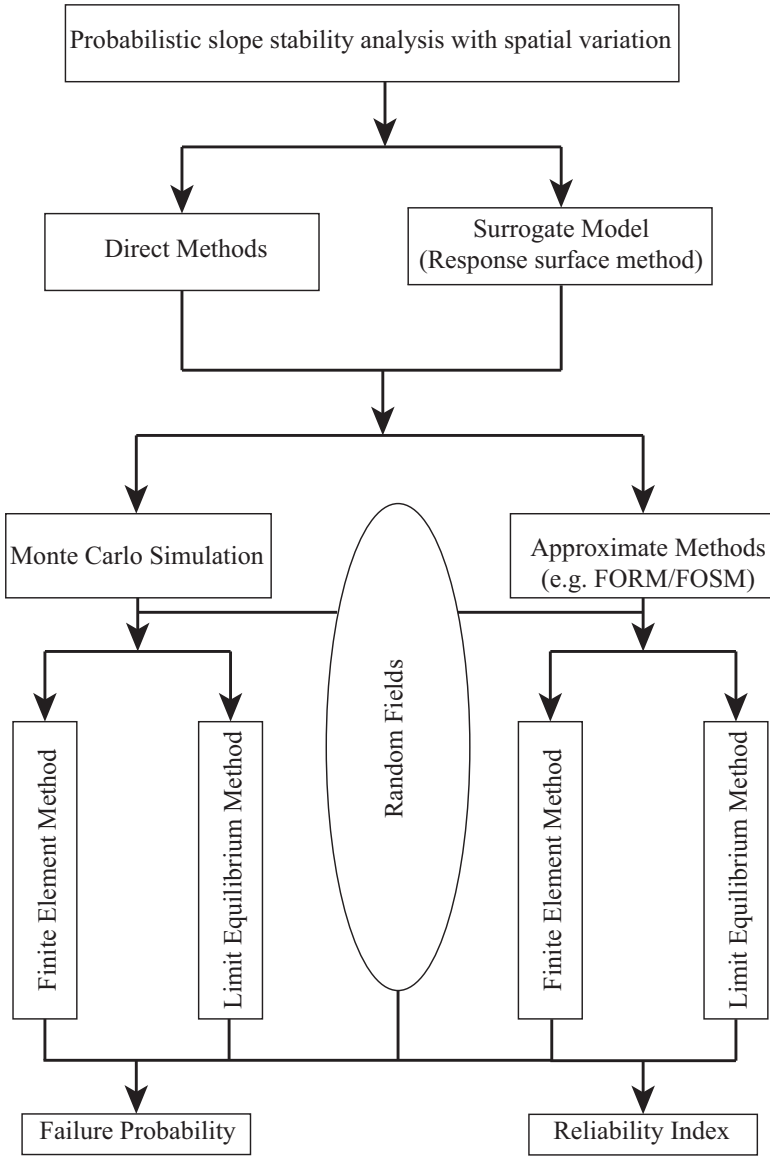 Probabilistic slope stability analysis with spatial variation
Direct Methods
Surrogate Model
(Response surface method)
Monte Carlo Simulation
Approximate Methods
(e.g. FORM/FOSM)
Finite Element Method
Limit Equilibrium Method
Random Fields
Finite Element Method
Limit Equilibrium Method
Failure Probability
Reliability Index